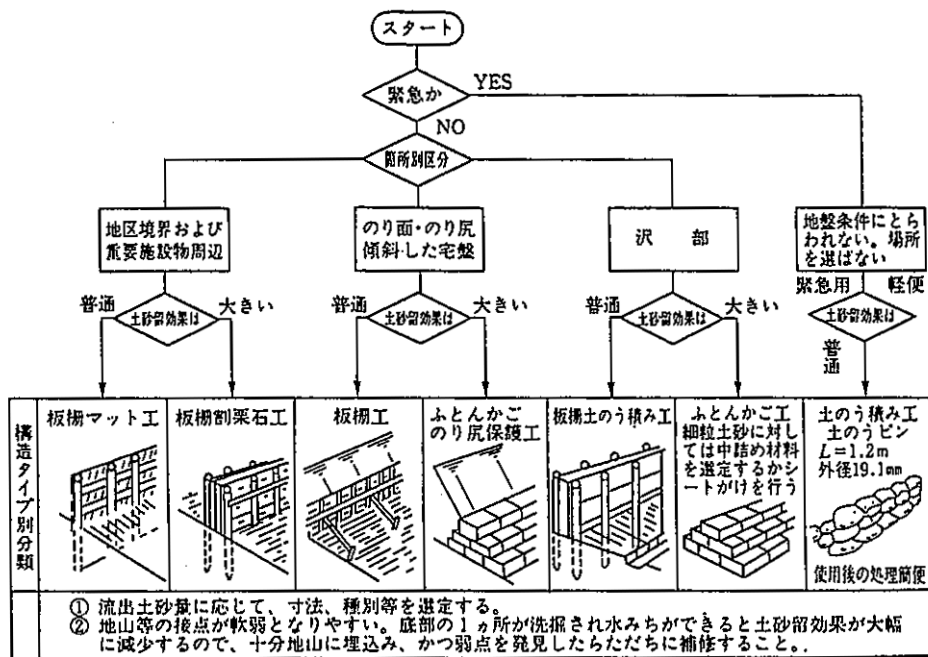 スタート
緊急か
YES
NO
箇所別区分
地区境界および
重要施設物周辺
のり面・のり尻
傾斜した宅盤
沢 部
地盤条件にとら
われない。場所
を選ばない
普通
土砂留効果は
大きい
普通
土砂留効果は
大きい
普通
土砂留効果は
大きい
緊急用
軽便
土砂留効果は
普通
構造タイプ別分類
板柵マット工
板柵割栗石工
板柵工
ふとんかご
のり尻保護工
板柵土のう積み工
ふとんかご工
細粒土砂に対し
ては中詰め材料
を選定するかシ
ートがけを行う
土のう積み工
土のうピン
L=1.2m
外径19.1mm
使用後の処理簡便
① 流出土砂量に応じて、寸法、種別等を選定する。
② 地山等の接点が軟弱となりやすい。底部の1ヵ所が洗掘され水みちができると土砂留効果が大幅
に減少するので、十分地山に埋込み、かつ弱点を発見したらただちに補修すること。